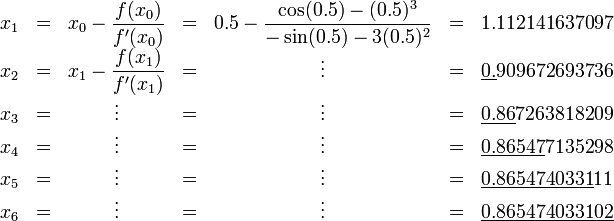 x₁ = x₀ − f(x₀)/f′(x₀) = 0.5 − (cos(0.5) − (0.5)³)/(− sin(0.5) − 3(0.5)²) = 1.112141637097
x₂ = x₁ − f(x₁)/f′(x₁) = ⋮ = 0.909672693736
x₃ = ⋮ = ⋮ = 0.867263818209
x₄ = ⋮ = ⋮ = 0.865477135298
x₅ = ⋮ = ⋮ = 0.865474033111
x₆ = ⋮ = ⋮ = 0.865474033102